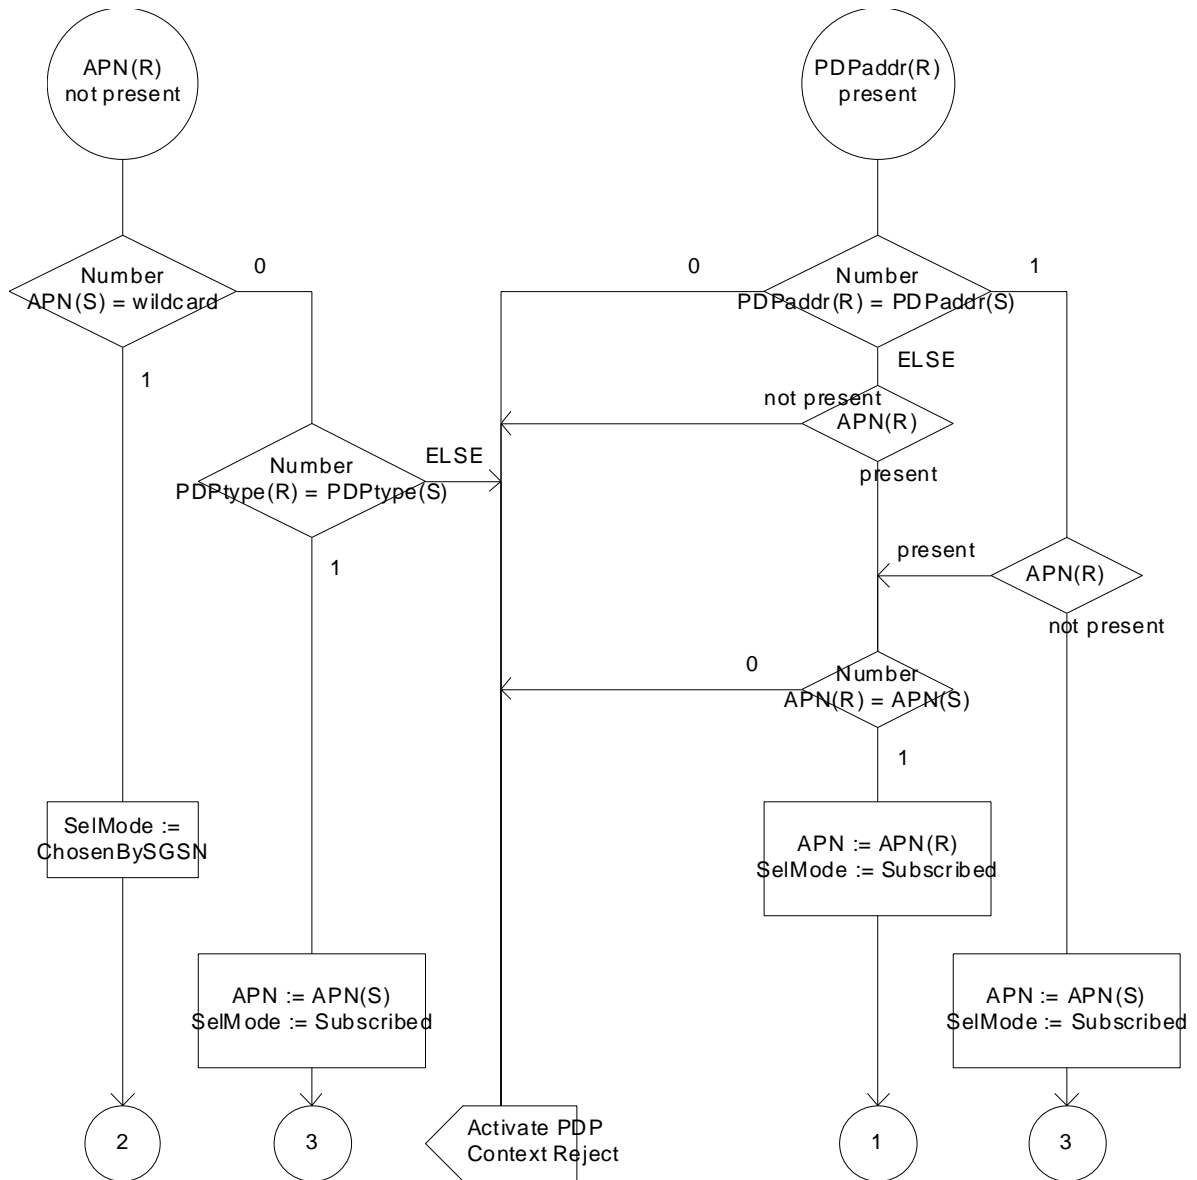 APN(R)
not present
PDPaddr(R)
present
0
Number
APN(S) = wildcard
1
0
Number
PDPaddr(R) = PDPaddr(S)
1
ELSE
not present
APN(R)
present
ELSE
Number
PDPtype(R) = PDPtype(S)
1
present
APN(R)
not present
0
Number
APN(R) = APN(S)
1
SelMode :=
ChosenBySGSN
APN := APN(R)
SelMode := Subscribed
APN := APN(S)
SelMode := Subscribed
APN := APN(S)
SelMode := Subscribed
2
3
Activate PDP
Context Reject
1
3